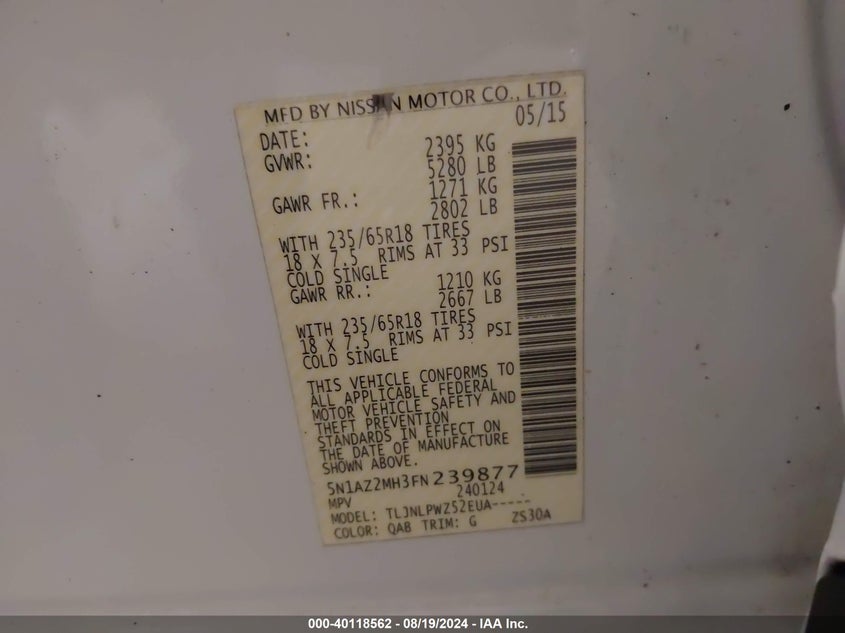 MFD BY NISSAN MOTOR CO., LTD.
DATE: 05/15
GVWR: 2395 KG
5280 LB
GAWR FR.: 1271 KG
2802 LB
WITH 235/65R18 TIRES
18 X 7.5 RIMS AT 33 PSI
COLD SINGLE
GAWR RR.: 1210 KG
2667 LB
WITH 235/65R18 TIRES
18 X 7.5 RIMS AT 33 PSI
COLD SINGLE
THIS VEHICLE CONFORMS TO
ALL APPLICABLE FEDERAL
MOTOR VEHICLE SAFETY AND
THEFT PREVENTION
STANDARDS IN EFFECT ON
THE DATE OF MANUFACTURE
SHOWN ABOVE.
5N1AZ2MH3FN239877
MPV 240124
MODEL: TLJNLPWZ52EUA-----
COLOR: QAB TRIM: G ZS30A
000-40118562 - 08/19/2024 - IAA Inc.